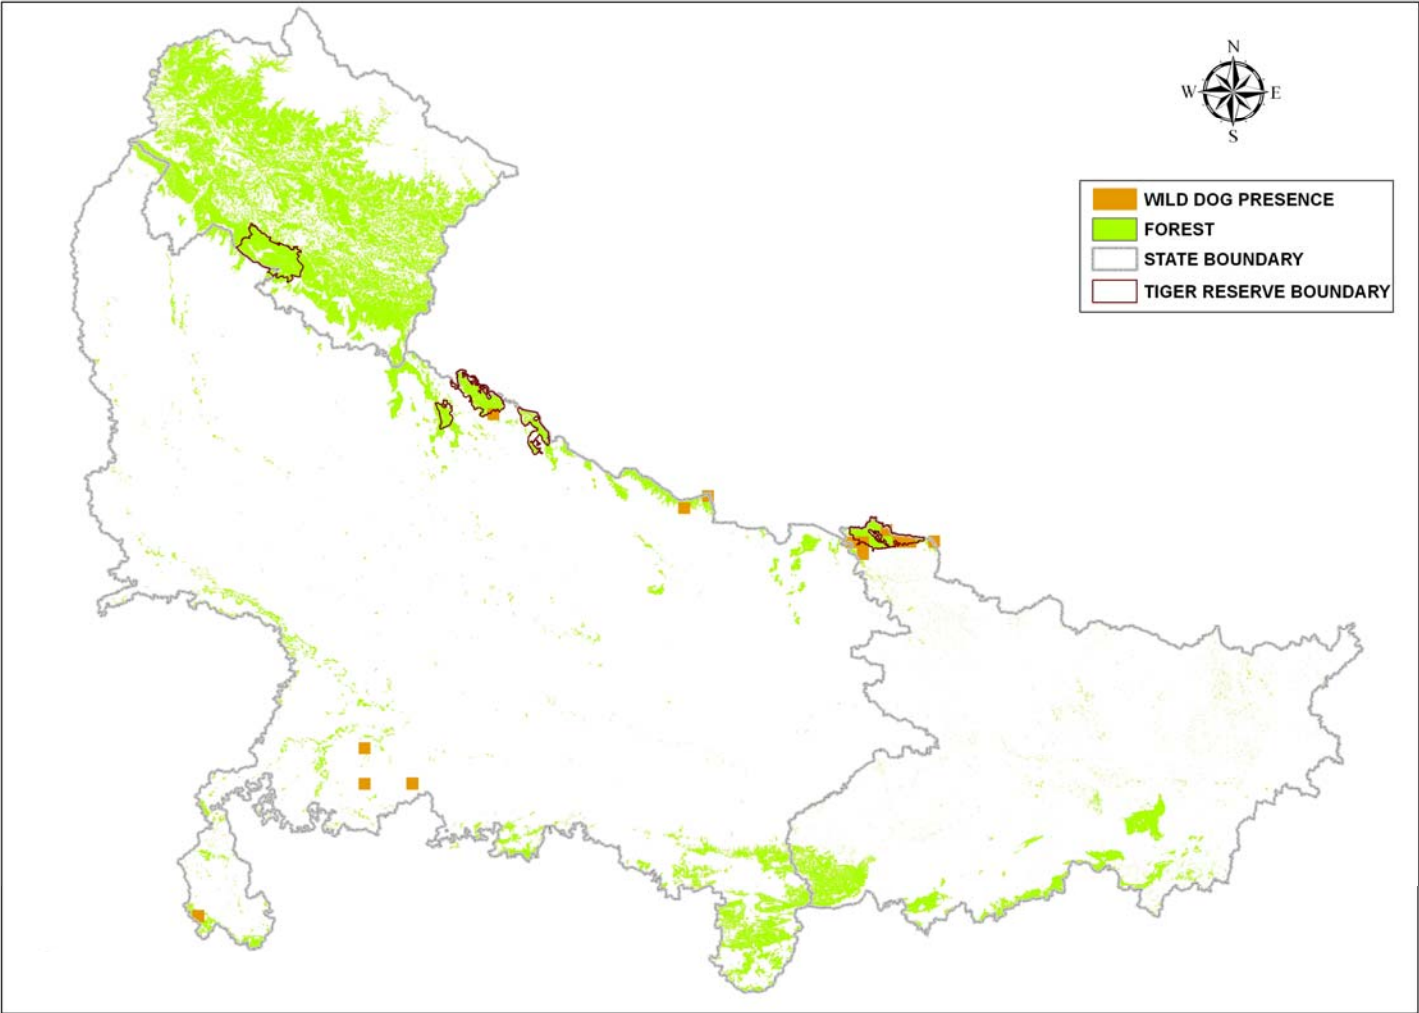 N
W E
S
WILD DOG PRESENCE
FOREST
STATE BOUNDARY
TIGER RESERVE BOUNDARY